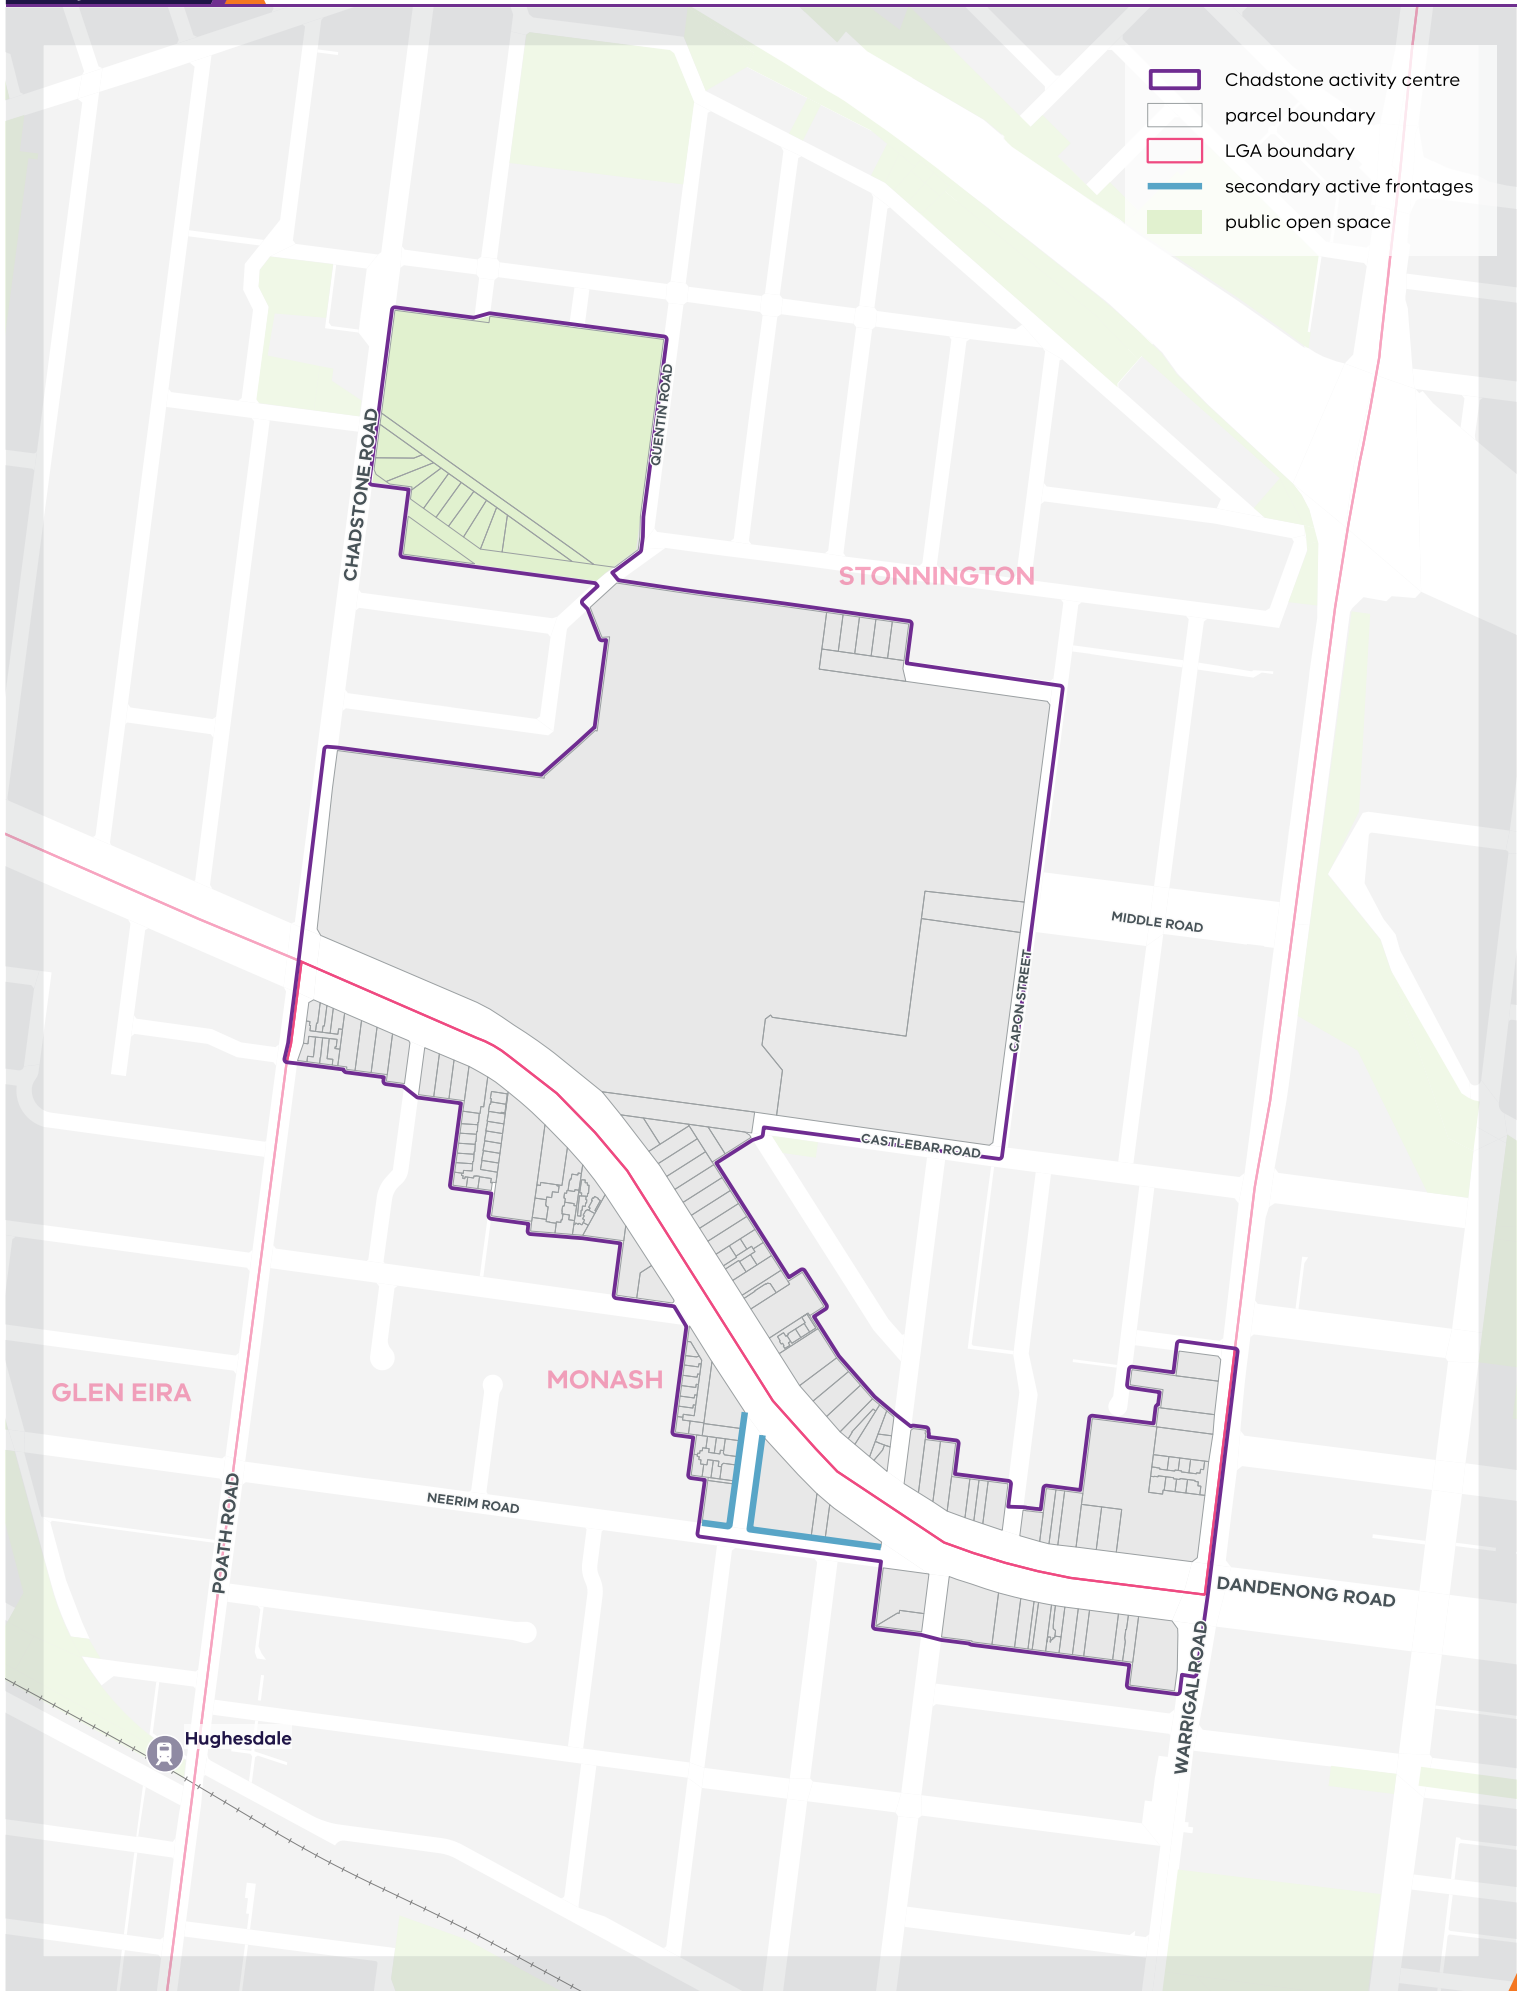 Chadstone activity centre
parcel boundary
LGA boundary
secondary active frontages
public open space
QUENTIN ROAD
CHADSTONE ROAD
STONNINGTON
MIDDLE ROAD
CAPON STREET
CASTLEBAR ROAD
MONASH
GLEN EIRA
NEERIM ROAD
POATH ROAD
DANDENONG ROAD
WARRIGAL ROAD
Hughesdale